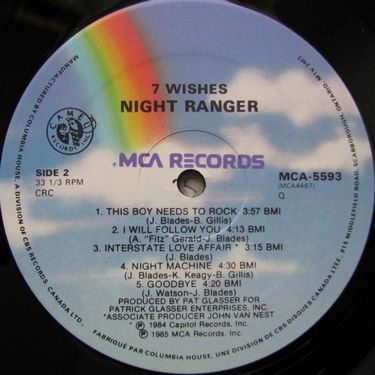 7 WISHES
NIGHT RANGER
CAMEL
RECORDS INC.
MCA RECORDS
SIDE 2
33 1/3 RPM
CRC
MCA-5593
(MCA4467)
Q
1. THIS BOY NEEDS TO ROCK 3:57 BMI
(J. Blades-B. Gillis)
2. I WILL FOLLOW YOU 4:13 BMI
(A. "Fitz" Gerald-J. Blades)
3. INTERSTATE LOVE AFFAIR * 3:15 BMI
(J. Blades)
4. NIGHT MACHINE 4:30 BMI
(J. Blades-K. Keagy-B. Gillis)
5. GOODBYE 4:20 BMI
(J. Watson-J. Blades)
PRODUCED BY PAT GLASSER FOR
PATRICK GLASSER ENTERPRISES, INC.
*ASSOCIATE PRODUCER JOHN VAN NEST
* ℗ 1984 Capitol Records, Inc.
℗ 1985 MCA Records, Inc.
MANUFACTURED BY COLUMBIA HOUSE, A DIVISION OF CBS RECORDS CANADA LTD., 1121 MIDDLEFIELD ROAD, SCARBOROUGH, ONTARIO, M1V 2M3
FABRIQUÉ PAR COLUMBIA HOUSE, UNE DIVISION DE CBS DISQUES CANADA LTEE.